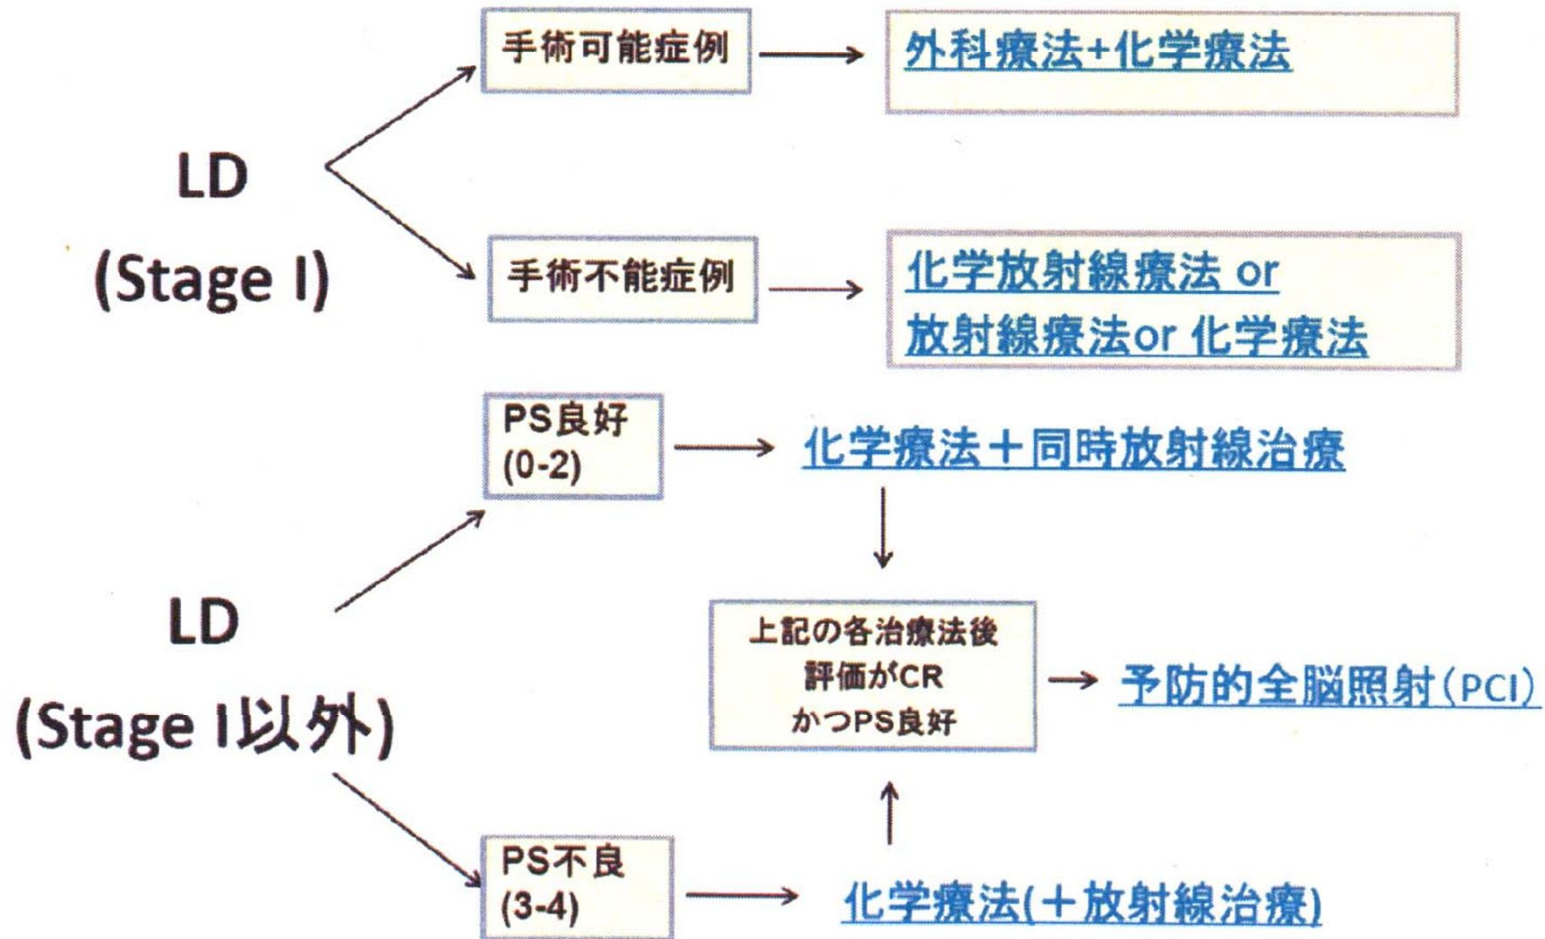 手術可能症例
外科療法+化学療法
LD
(Stage I)
手術不能症例
化学放射線療法 or
放射線療法or 化学療法
PS良好
(0-2)
化学療法＋同時放射線治療
LD
(Stage I以外)
上記の各治療法後
評価がCR
かつPS良好
予防的全脳照射（PCI）
PS不良
(3-4)
化学療法(＋放射線治療)